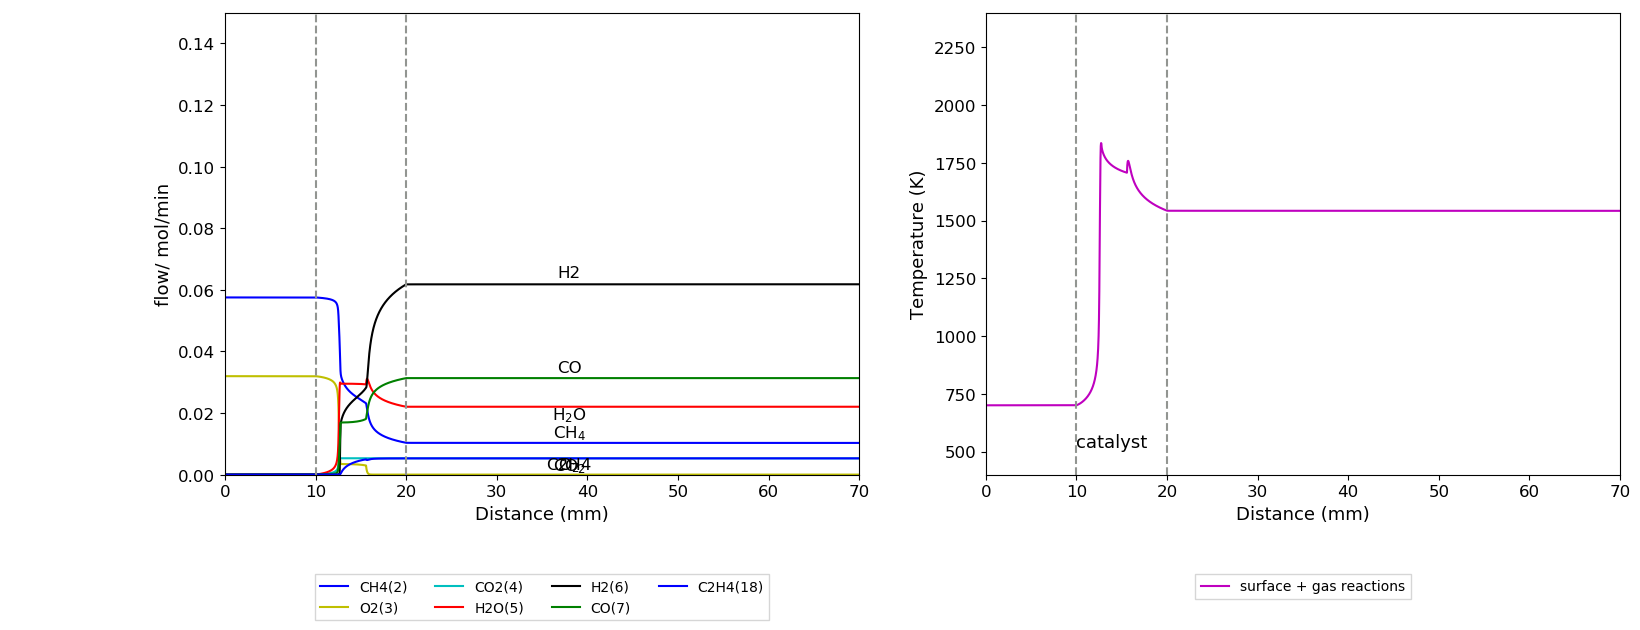 0.14
0.12
0.10
0.08
0.06
0.04
0.02
0.00
flow/ mol/min
H2
CO
H₂O
CH₄
0 10 20 30 40 50 60 70
Distance (mm)
CH4(2) CO2(4) H2(6) C2H4(18)
O2(3) H2O(5) CO(7)
2250
2000
1750
1500
1250
1000
750
500
Temperature (K)
catalyst
0 10 20 30 40 50 60 70
Distance (mm)
surface + gas reactions